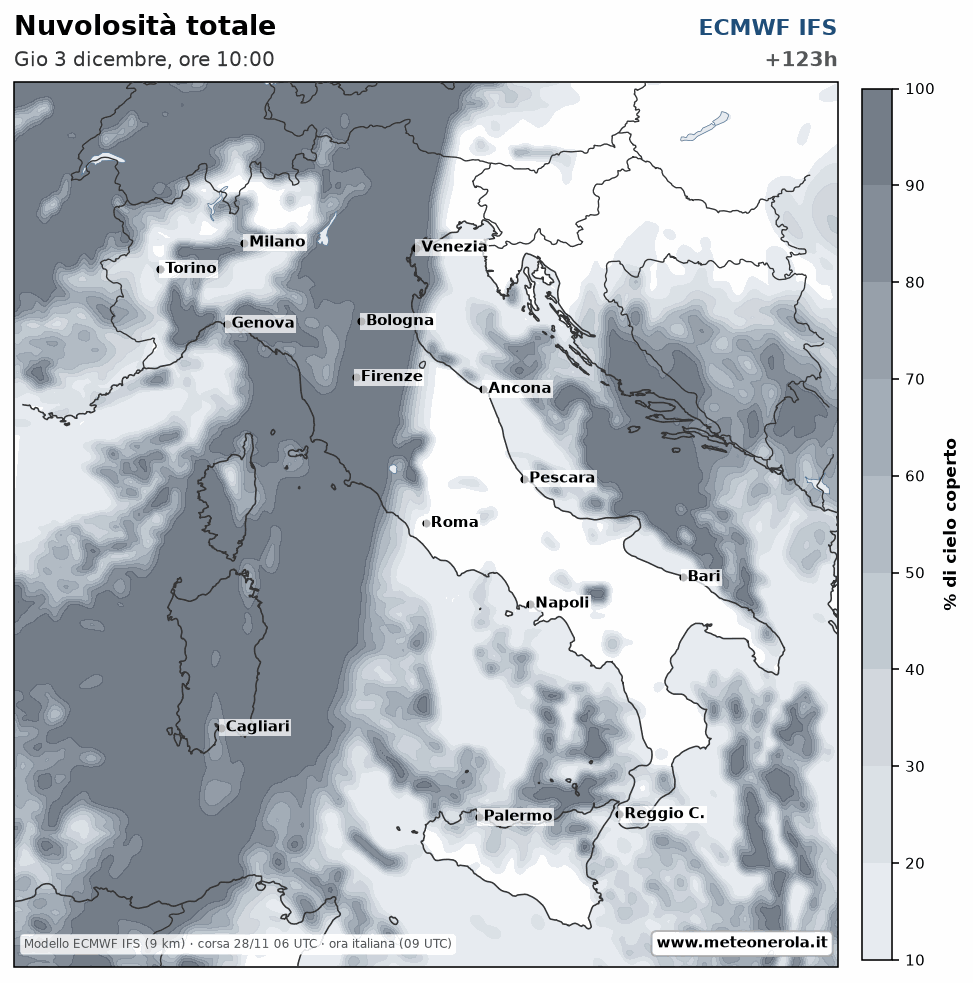 Nuvolosità totale
ECMWF IFS
Gio 3 dicembre, ore 10:00
+123h
Milano
Venezia
Torino
Genova
Bologna
Firenze
Ancona
Pescara
Roma
Bari
Napoli
Cagliari
Palermo
Reggio C.
Modello ECMWF IFS (9 km) · corsa 28/11 06 UTC · ora italiana (09 UTC)
www.meteonerola.it
100
90
80
70
60
50
40
30
20
10
% di cielo coperto